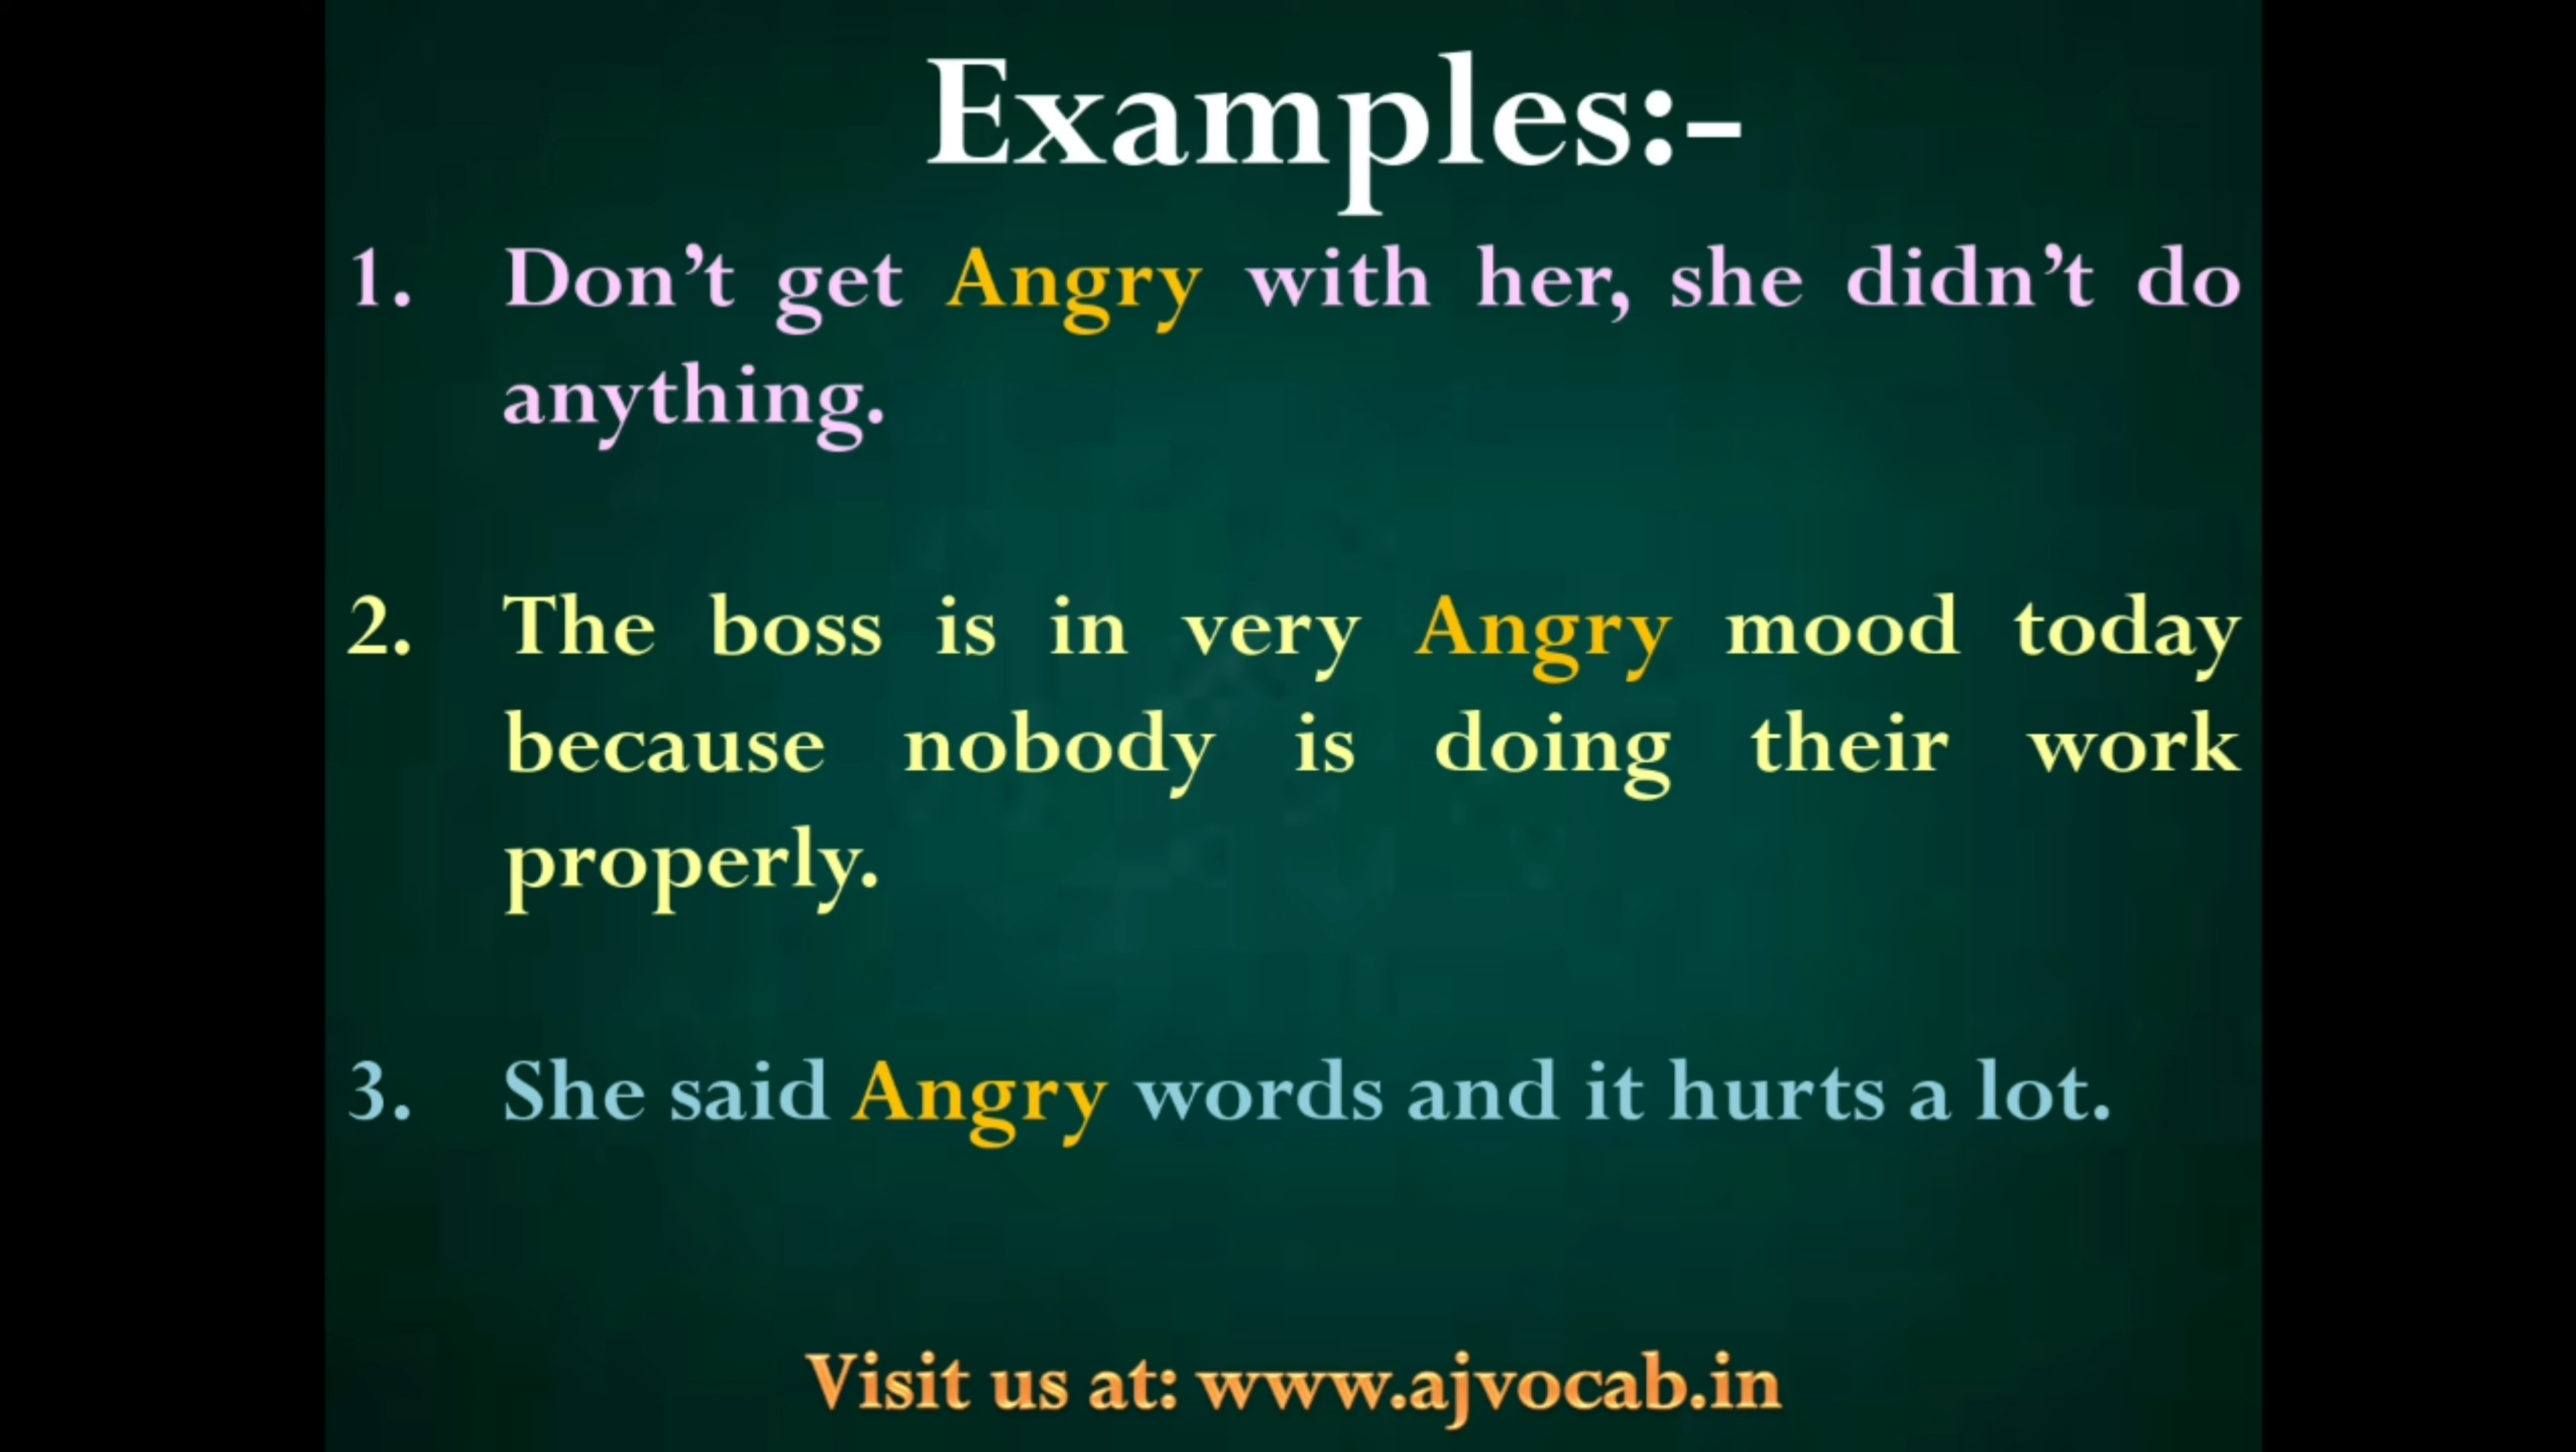 Examples:-
1. Don’t get Angry with her, she didn’t do
anything.
2. The boss is in very Angry mood today
because nobody is doing their work
properly.
3. She said Angry words and it hurts a lot.
Visit us at: www.ajvocab.in